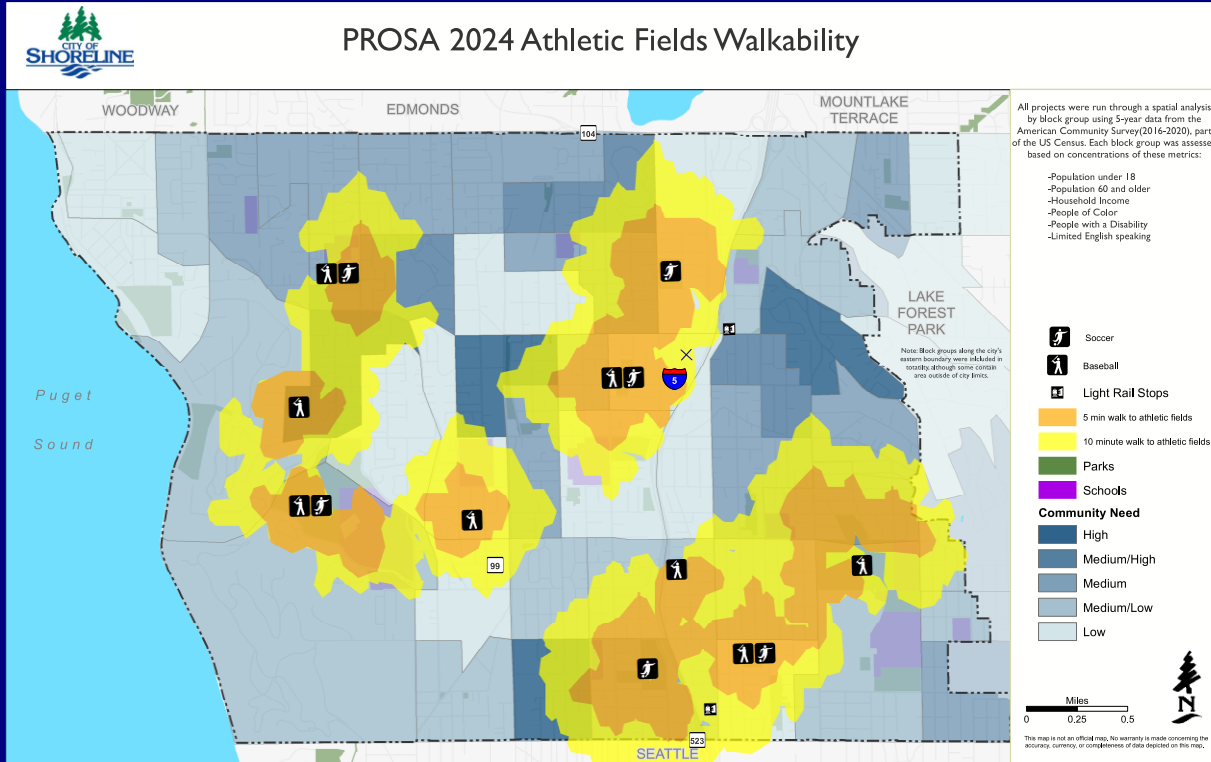 CITY OF
SHORELINE
PROSA 2024 Athletic Fields Walkability
WOODWAY
EDMONDS
MOUNTLAKE
TERRACE
104
LAKE
FOREST
PARK
Note: Block groups along the city's
eastern boundary were inlcluded in
totatlity, although some contain
area outisde of city limits.
5
Puget
Sound
99
523
SEATTLE
All projects were run through a spatial analysis
by block group using 5-year data from the
American Community Survey(2016-2020), part
of the US Census. Each block group was assesse
based on concentrations of these metrics:
-Population under 18
-Population 60 and older
-Household Income
-People of Color
-People with a Disability
-Limited English speaking
Soccer
Baseball
Light Rail Stops
5 min walk to athletic fields
10 minute walk to athletic fields
Parks
Schools
Community Need
High
Medium/High
Medium
Medium/Low
Low
N
Miles
0 0.25 0.5
This map is not an official map. No warranty is made concerning the
accuracy, currency, or completeness of data depicted on this map.